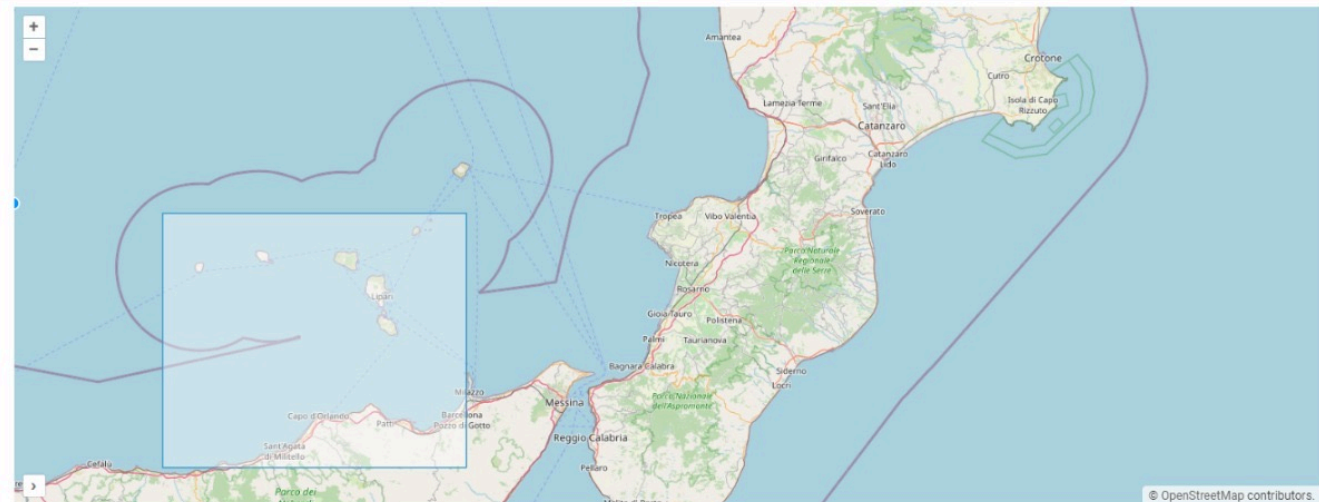 +
−
Amantea
Crotone
Cutro
Isola di Capo
Rizzuto
Lamezia Terme
Sant'Elia
Catanzaro
Catanzaro
Lido
Girifalco
Tropea
Vibo Valentia
Soverato
Parco Naturale
Regionale
delle Serre
Nicotera
Rosarno
Lipari
Gioia Tauro
Polistena
Palmi
Taurianova
Bagnara Calabra
Siderno
Locri
Milazzo
Messina
Parco Nazionale
dell'Aspromonte
Capo d'Orlando
Patti
Barcellona
Pozzo di Gotto
Reggio Calabria
Sant'Agata
di Militello
Cefalù
Pellaro
›
Parco dei
© OpenStreetMap contributors.